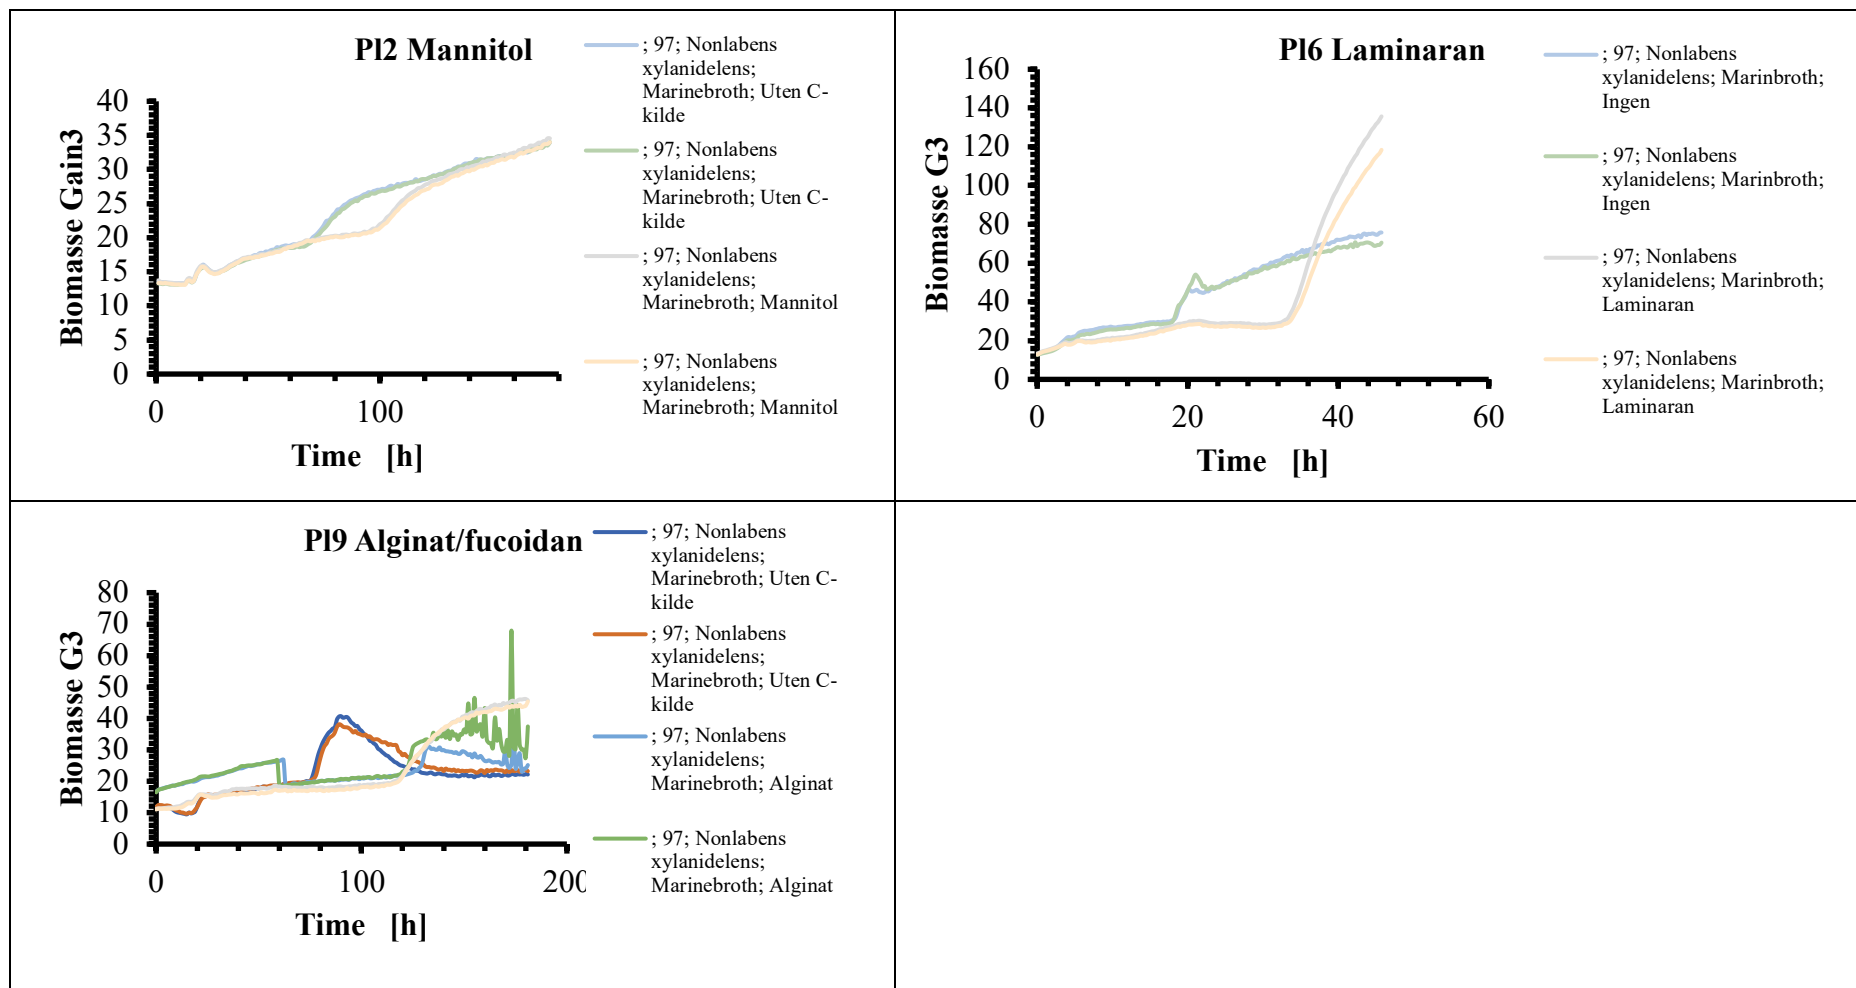 Pl2 Mannitol
Biomasse Gain3
40
35
30
25
20
15
10
5
0
0
100
Time [h]
; 97; Nonlabens
xylanidelens;
Marinebroth; Uten C-
kilde
; 97; Nonlabens
xylanidelens;
Marinebroth; Uten C-
kilde
; 97; Nonlabens
xylanidelens;
Marinebroth; Mannitol
; 97; Nonlabens
xylanidelens;
Marinebroth; Mannitol
Pl6 Laminaran
Biomasse G3
160
140
120
100
80
60
40
20
0
0
20
40
60
Time [h]
; 97; Nonlabens
xylanidelens; Marinbroth;
Ingen
; 97; Nonlabens
xylanidelens; Marinbroth;
Ingen
; 97; Nonlabens
xylanidelens; Marinbroth;
Laminaran
; 97; Nonlabens
xylanidelens; Marinbroth;
Laminaran
Pl9 Alginat/fucoidan
Biomasse G3
80
70
60
50
40
30
20
10
0
0
100
200
Time [h]
; 97; Nonlabens
xylanidelens;
Marinebroth; Uten C-
kilde
; 97; Nonlabens
xylanidelens;
Marinebroth; Uten C-
kilde
; 97; Nonlabens
xylanidelens;
Marinebroth; Alginat
; 97; Nonlabens
xylanidelens;
Marinebroth; Alginat